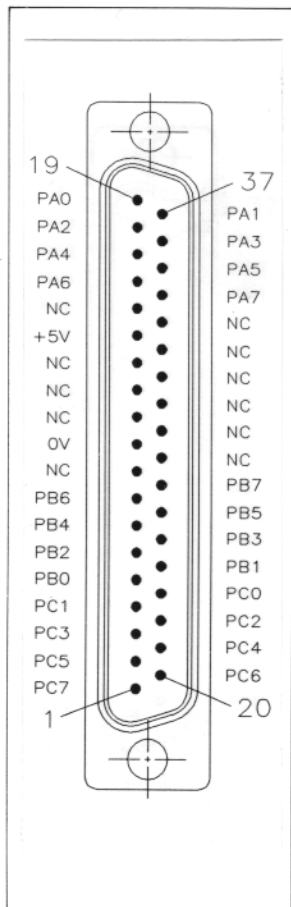 19
37
PA0
PA1
PA2
PA3
PA4
PA5
PA6
PA7
NC
NC
+5V
NC
NC
NC
NC
NC
NC
NC
0V
NC
NC
PB7
PB6
PB5
PB4
PB3
PB2
PB1
PB0
PC0
PC1
PC2
PC3
PC4
PC5
PC6
PC7
1
20